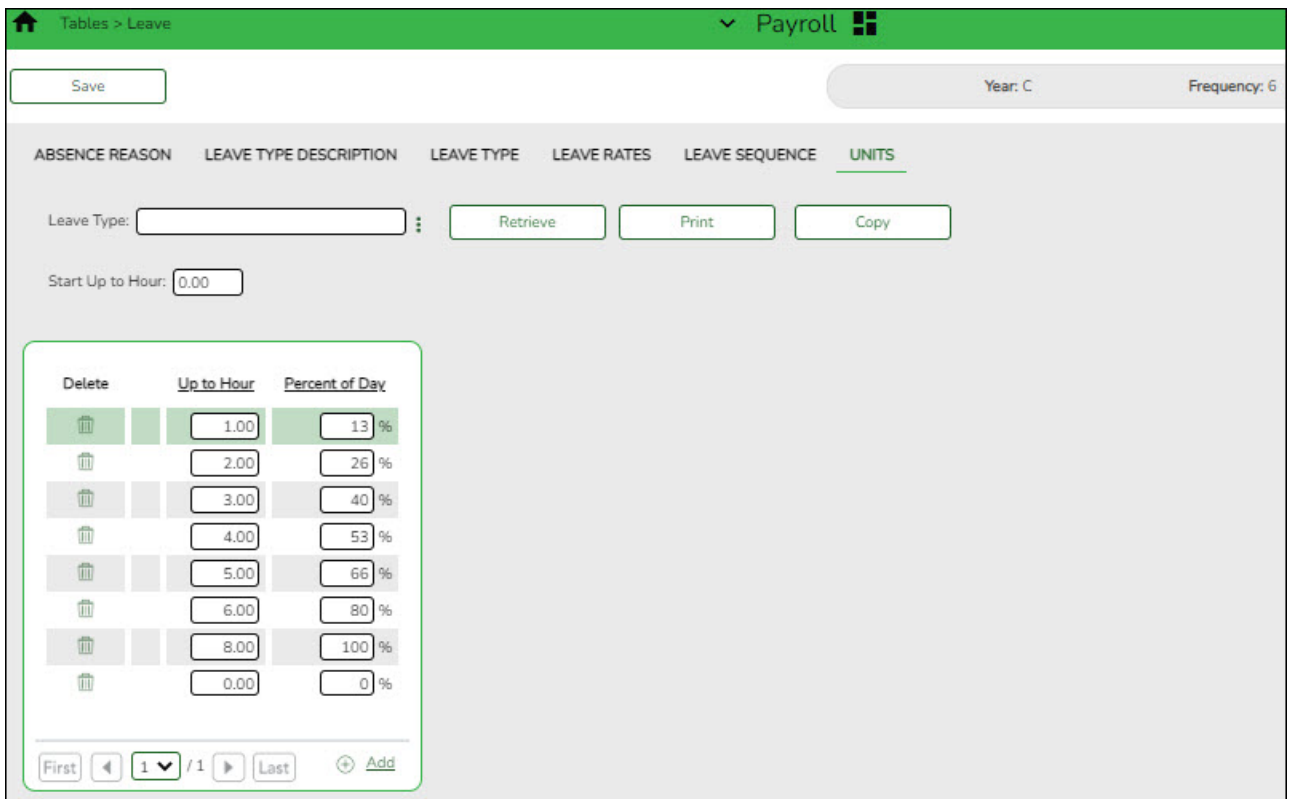 Tables > Leave
Payroll
Save
Year: C
Frequency: 6
ABSENCE REASON LEAVE TYPE DESCRIPTION LEAVE TYPE LEAVE RATES LEAVE SEQUENCE UNITS
Leave Type:
Retrieve
Print
Copy
Start Up to Hour: 0.00
Delete Up to Hour Percent of Day
1.00 13 %
2.00 26 %
3.00 40 %
4.00 53 %
5.00 66 %
6.00 80 %
8.00 100 %
0.00 0 %
First 1 / 1 Last Add